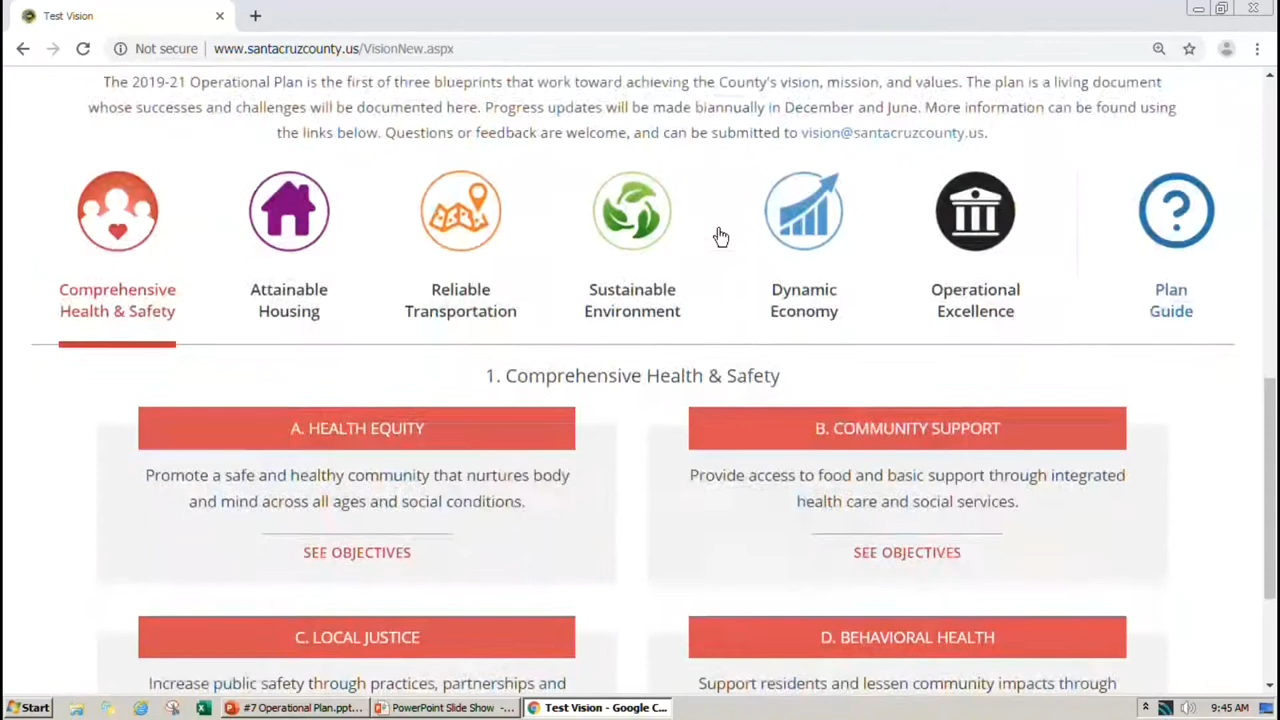 Test Vision
Not secure
www.santacruzcounty.us/VisionNew.aspx
The 2019-21 Operational Plan is the first of three blueprints that work toward achieving the County's vision, mission, and values. The plan is a living document
whose successes and challenges will be documented here. Progress updates will be made biannually in December and June. More information can be found using
the links below. Questions or feedback are welcome, and can be submitted to vision@santacruzcounty.us.
Comprehensive
Health & Safety
Attainable
Housing
Reliable
Transportation
Sustainable
Environment
Dynamic
Economy
Operational
Excellence
?
Plan
Guide
1. Comprehensive Health & Safety
A. HEALTH EQUITY
Promote a safe and healthy community that nurtures body
and mind across all ages and social conditions.
SEE OBJECTIVES
B. COMMUNITY SUPPORT
Provide access to food and basic support through integrated
health care and social services.
SEE OBJECTIVES
C. LOCAL JUSTICE
Increase public safety through practices, partnerships and
D. BEHAVIORAL HEALTH
Support residents and lessen community impacts through
Start
#7 Operational Plan.ppt...
PowerPoint Slide Show - ...
Test Vision - Google C...
9:45 AM